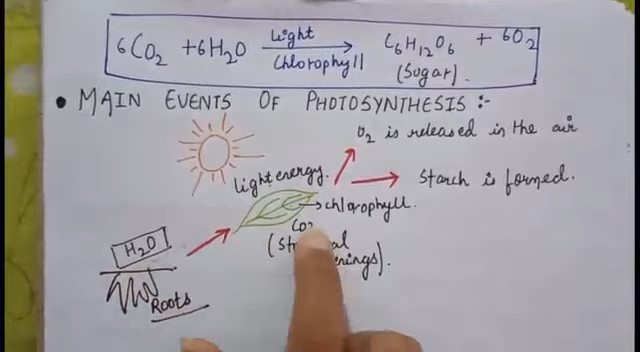 6CO2 + 6H2O Light Chlorophyll C6H12O6 + 6O2
(Sugar).
• MAIN EVENTS OF PHOTOSYNTHESIS :-
O2 is released in the air
Light energy.
Starch is formed.
chlorophyll.
CO2
H2O
Roots